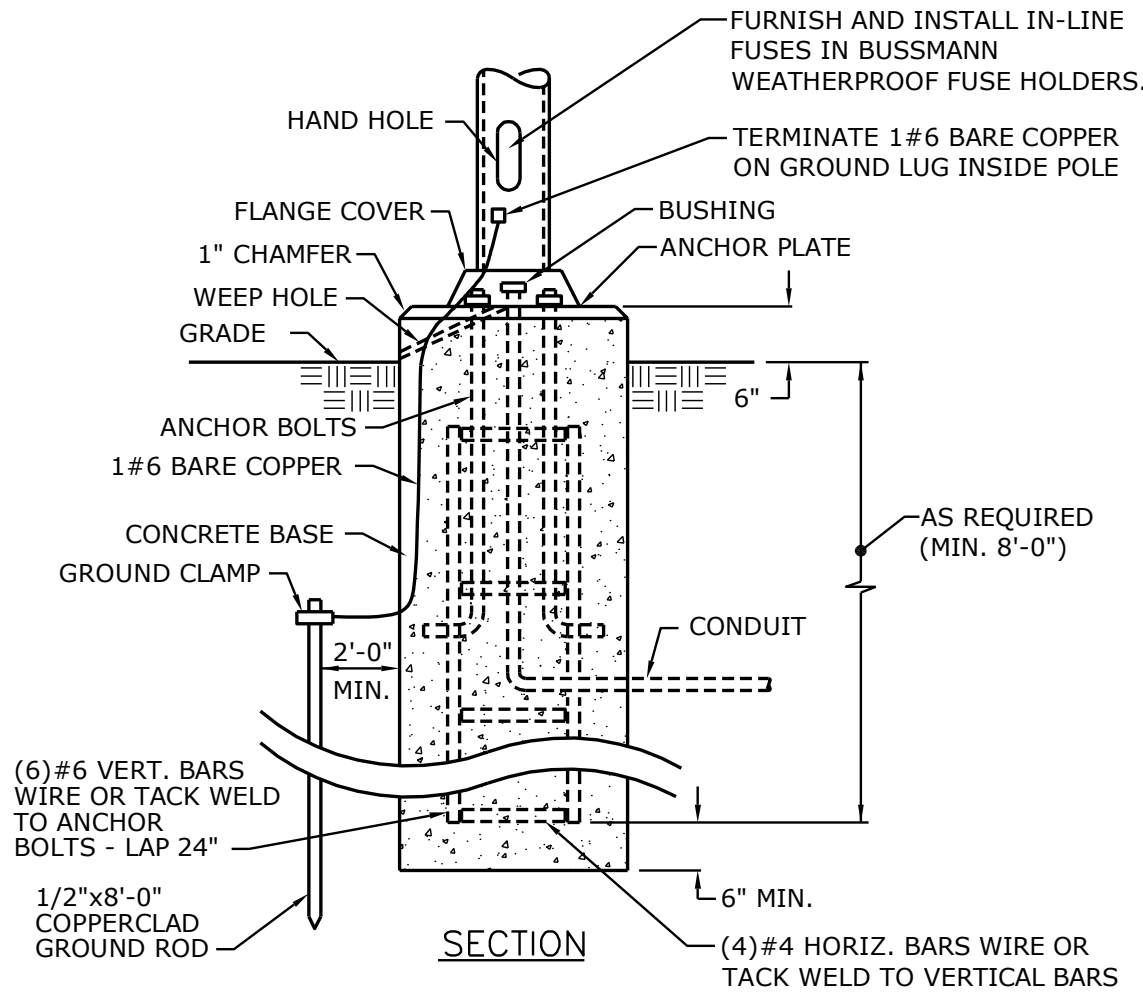 FURNISH AND INSTALL IN-LINE
FUSES IN BUSSMANN
WEATHERPROOF FUSE HOLDERS.
HAND HOLE
TERMINATE 1#6 BARE COPPER
ON GROUND LUG INSIDE POLE
FLANGE COVER
BUSHING
1" CHAMFER
ANCHOR PLATE
WEEP HOLE
GRADE
6"
ANCHOR BOLTS
1#6 BARE COPPER
CONCRETE BASE
AS REQUIRED
(MIN. 8'-0")
GROUND CLAMP
CONDUIT
2'-0"
MIN.
(6)#6 VERT. BARS
WIRE OR TACK WELD
TO ANCHOR
BOLTS - LAP 24"
1/2"x8'-0"
COPPERCLAD
GROUND ROD
6" MIN.
SECTION
(4)#4 HORIZ. BARS WIRE OR
TACK WELD TO VERTICAL BARS